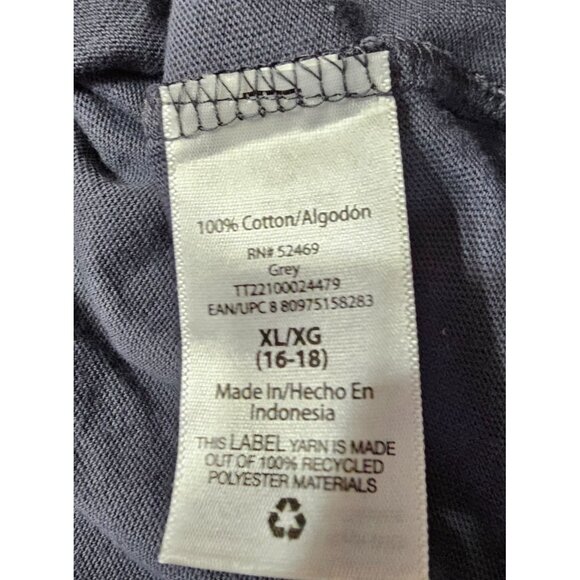 100% Cotton/Algodón
RN# 52469
Grey
TT22100024479
EAN/UPC 8 80975158283
XL/XG
(16-18)
Made In/Hecho En
Indonesia
THIS LABEL YARN IS MADE
OUT OF 100% RECYCLED
POLYESTER MATERIALS